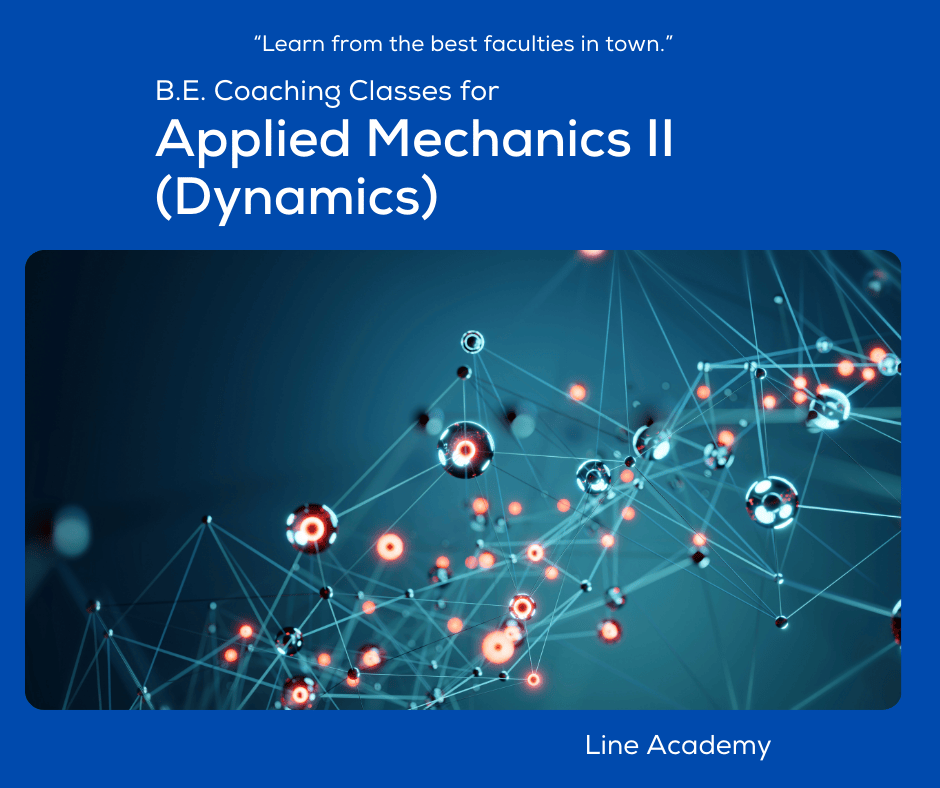 “Learn from the best faculties in town.”
B.E. Coaching Classes for
Applied Mechanics II
(Dynamics)
Line Academy